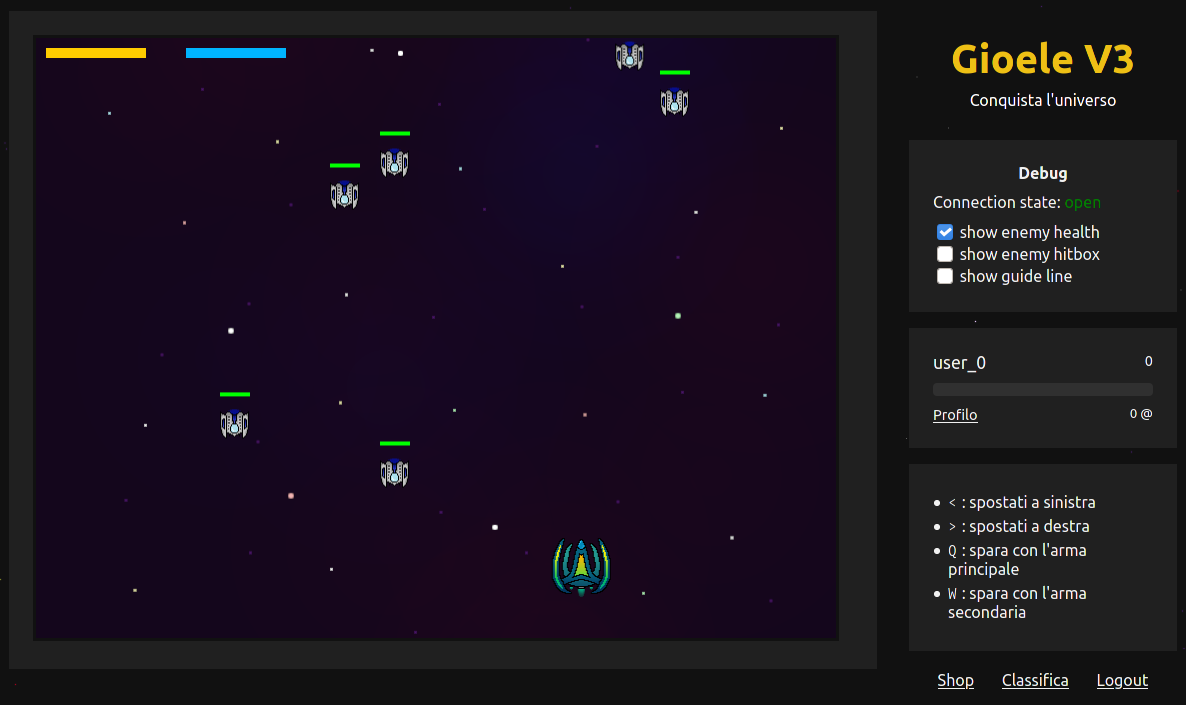 Gioele V3
Conquista l'universo
Debug
Connection state: open
show enemy health
show enemy hitbox
show guide line
user_0 0
Profilo 0 @
< : spostati a sinistra
> : spostati a destra
Q : spara con l'arma
principale
W : spara con l'arma
secondaria
Shop Classifica Logout